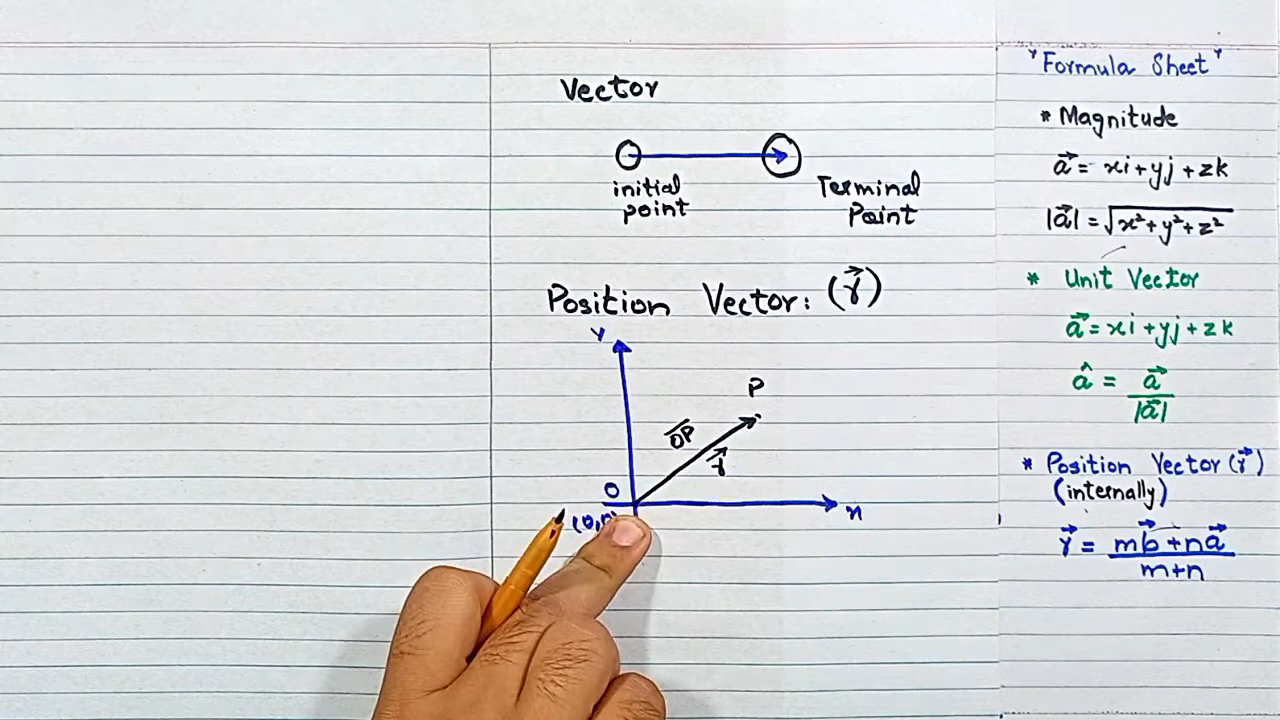 Vector
initial
point
Terminal
Point
Position Vector: (r⃗)
Y
P
OP
r⃗
O
x
"Formula Sheet"
* Magnitude
a⃗ = xi + yj + zk
|a⃗| = √x² + y² + z²
* Unit Vector
a⃗ = xi + yj + zk
â = a⃗ / |a⃗|
* Position Vector (r⃗)
(internally)
r⃗ = mb⃗ + na⃗ / m+n